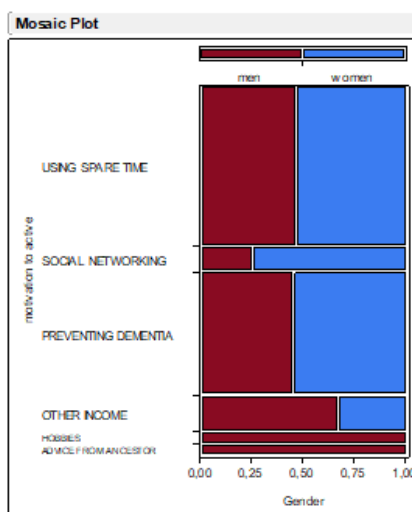 Mosaic Plot
men women
motivation to active
USING SPARE TIME
SOCIAL NETWORKING
PREVENTING DEMENTIA
OTHER INCOME
HOBBIES
ADVICE FROM ANCESTOR
0,00 0,25 0,50 0,75 1,00
Gender